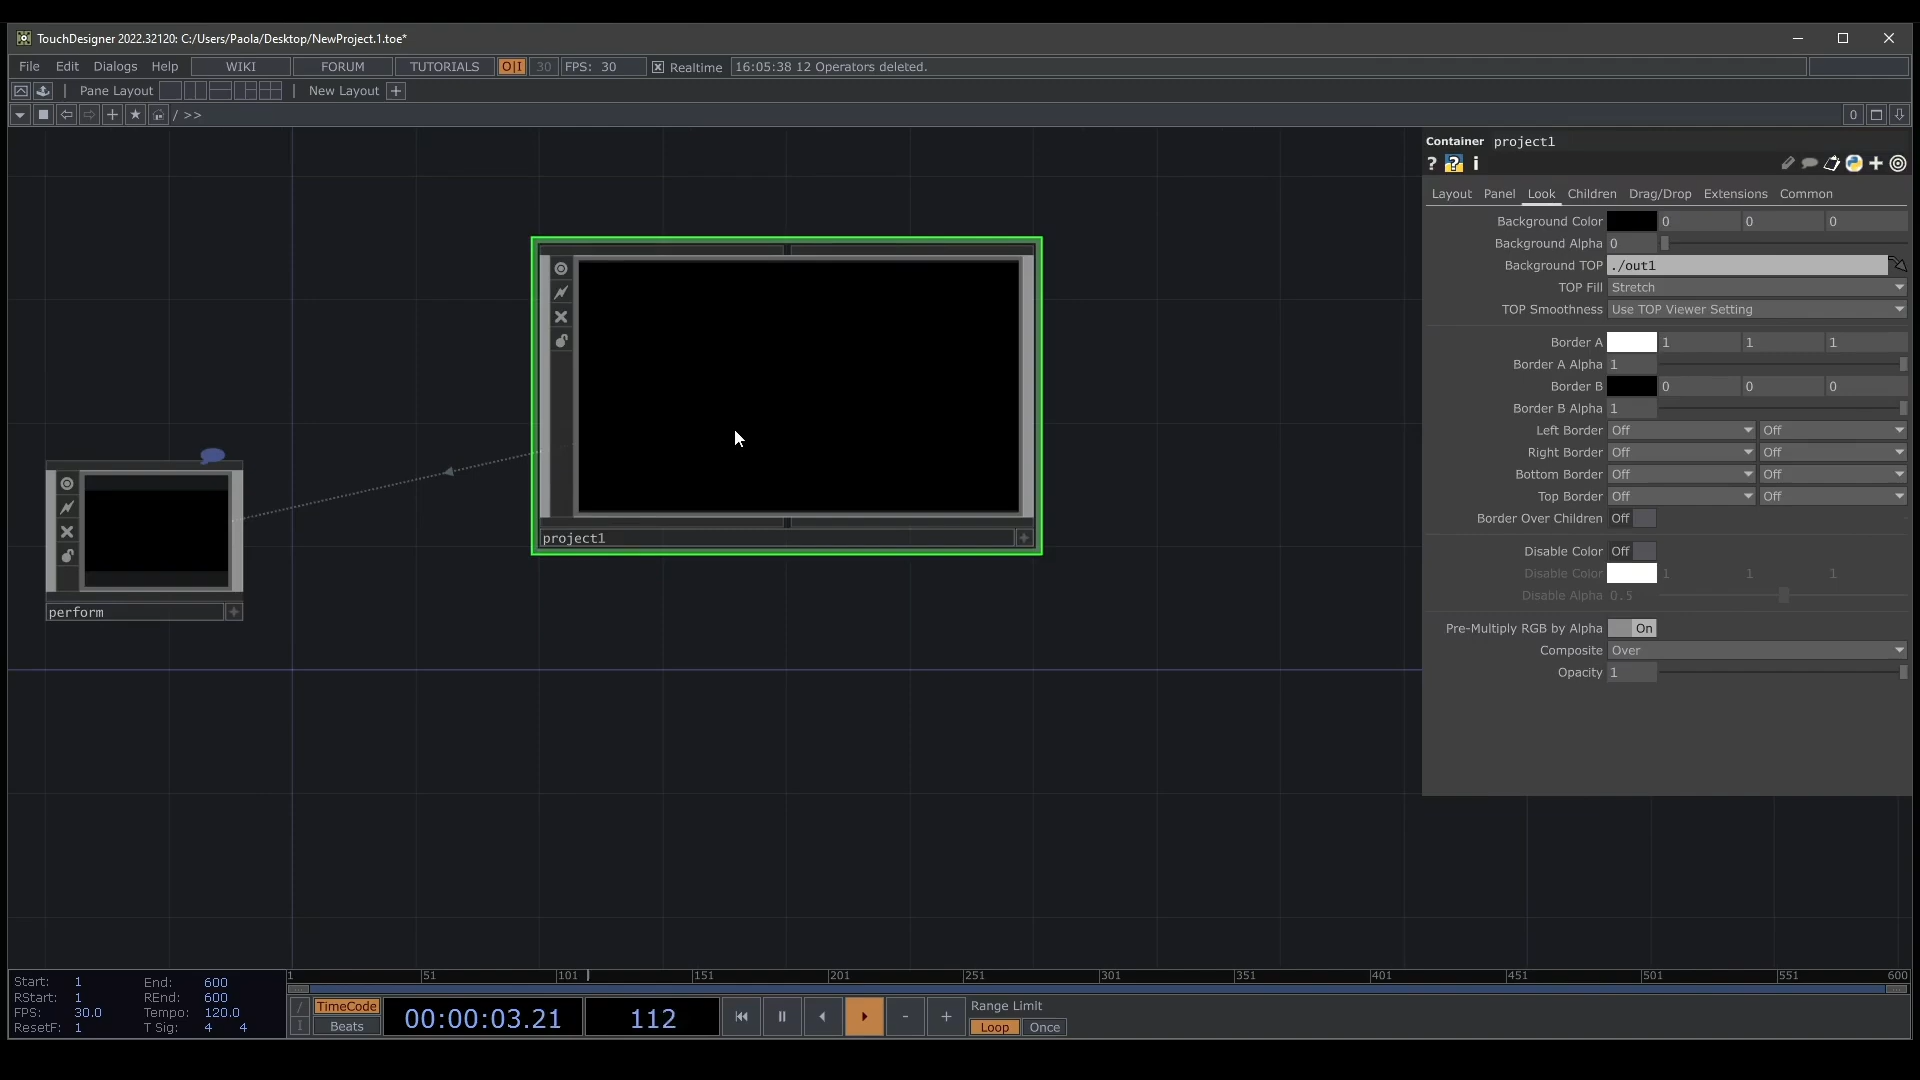 TouchDesigner 2022.32120: C:/Users/Paola/Desktop/NewProject.1.toe*
File Edit Dialogs Help WIKI FORUM TUTORIALS O|I 30 FPS: 30 Realtime 16:05:38 12 Operators deleted.
Pane Layout | New Layout +
/ >> 0
Container project1
? ? i
Layout Panel Look Children Drag/Drop Extensions Common
Background Color 0 0 0
Background Alpha 0
Background TOP ./out1
TOP Fill Stretch
TOP Smoothness Use TOP Viewer Setting
Border A 1 1 1
Border A Alpha 1
Border B 0 0 0
Border B Alpha 1
Left Border Off Off
Right Border Off Off
Bottom Border Off Off
Top Border Off Off
Border Over Children Off
Disable Color Off
Disable Color 1 1 1
Disable Alpha 0.5
Pre-Multiply RGB by Alpha On
Composite Over
Opacity 1
project1
perform
1 51 101 151 201 251 301 351 401 451 501 551 600
Start: 1 End: 600
RStart: 1 REnd: 600
FPS: 30.0 Tempo: 120.0
ResetF: 1 T Sig: 4 4
/ TimeCode
I Beats
00:00:03.21 112 - +
Range Limit
Loop Once